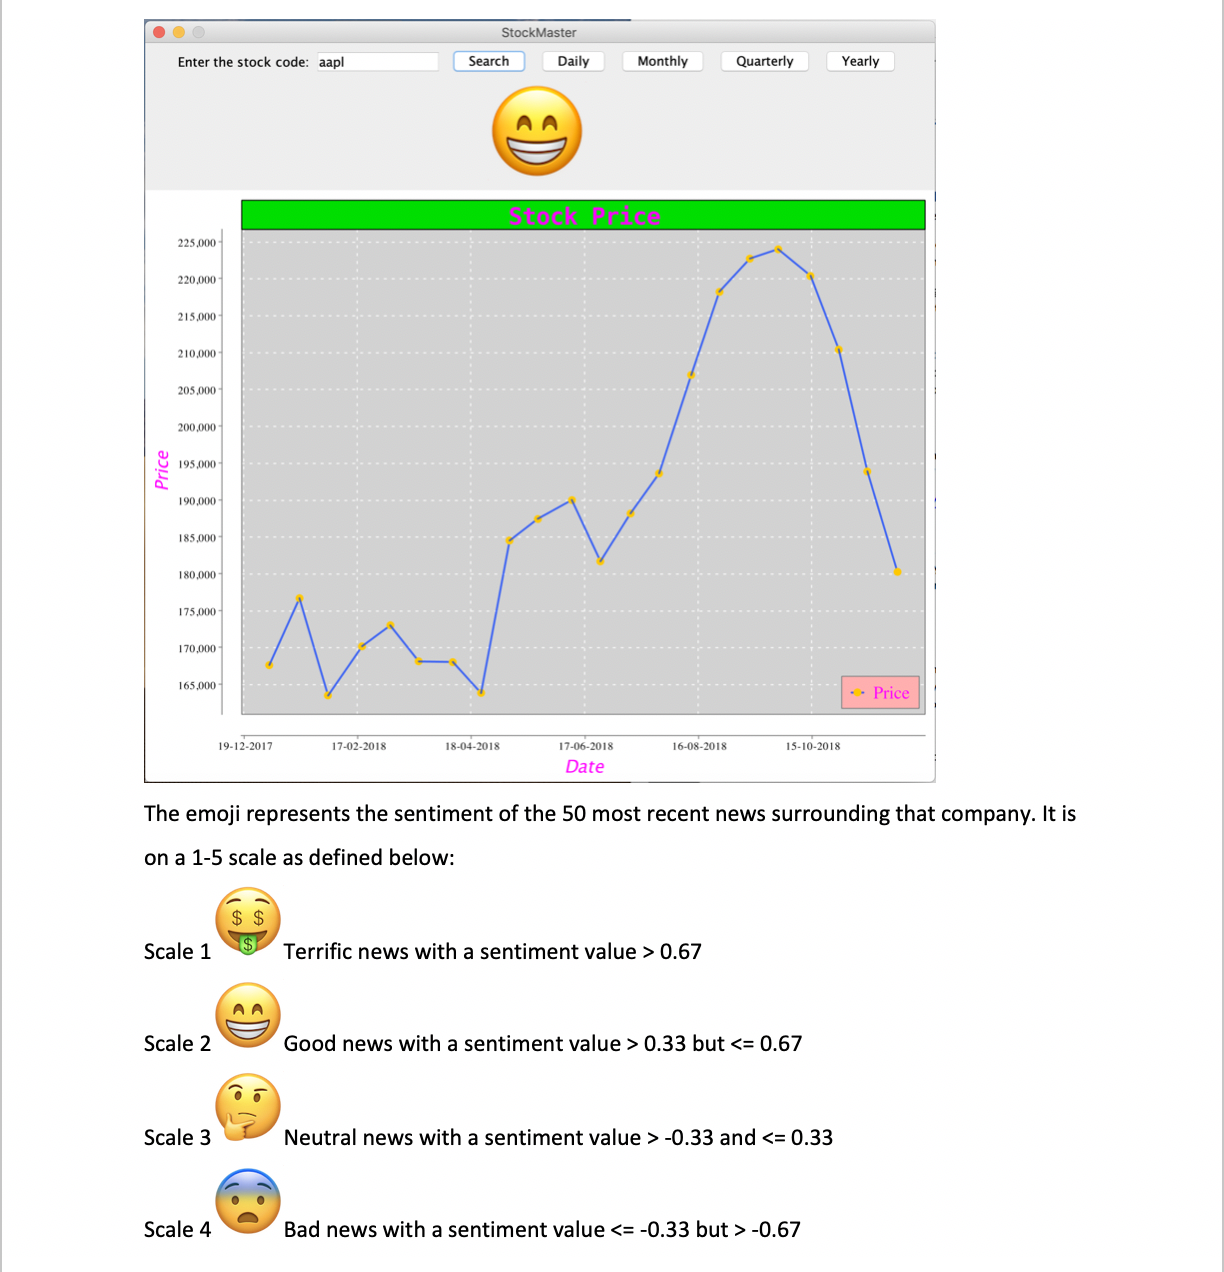 StockMaster
Enter the stock code: aapl Search Daily Monthly Quarterly Yearly
Stock Price
225,000
220,000
215,000
210,000
205,000
200,000
195,000
190,000
185,000
180,000
175,000
170,000
165,000
Price
Price
19-12-2017 17-02-2018 18-04-2018 17-06-2018 16-08-2018 15-10-2018
Date
The emoji represents the sentiment of the 50 most recent news surrounding that company. It is
on a 1-5 scale as defined below:
$ $
$
Scale 1 Terrific news with a sentiment value > 0.67
Scale 2 Good news with a sentiment value > 0.33 but <= 0.67
Scale 3 Neutral news with a sentiment value > -0.33 and <= 0.33
Scale 4 Bad news with a sentiment value <= -0.33 but > -0.67